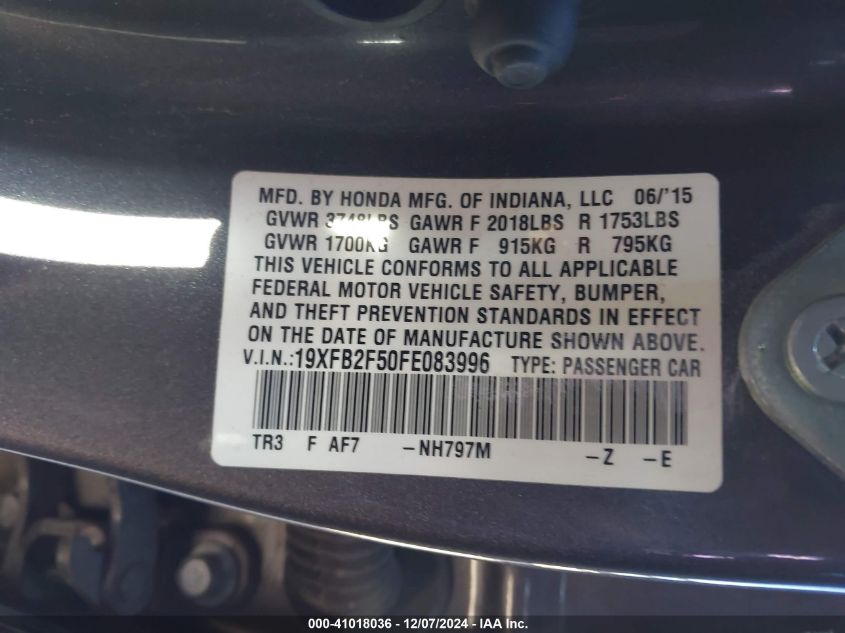 MFD. BY HONDA MFG. OF INDIANA, LLC 06/'15
GVWR 3748LBS GAWR F 2018LBS R 1753LBS
GVWR 1700KG GAWR F 915KG R 795KG
THIS VEHICLE CONFORMS TO ALL APPLICABLE
FEDERAL MOTOR VEHICLE SAFETY, BUMPER,
AND THEFT PREVENTION STANDARDS IN EFFECT
ON THE DATE OF MANUFACTURE SHOWN ABOVE.
V.I.N.:19XFB2F50FE083996 TYPE: PASSENGER CAR
TR3 F AF7 -NH797M -Z -E
000-41018036 - 12/07/2024 - IAA Inc.